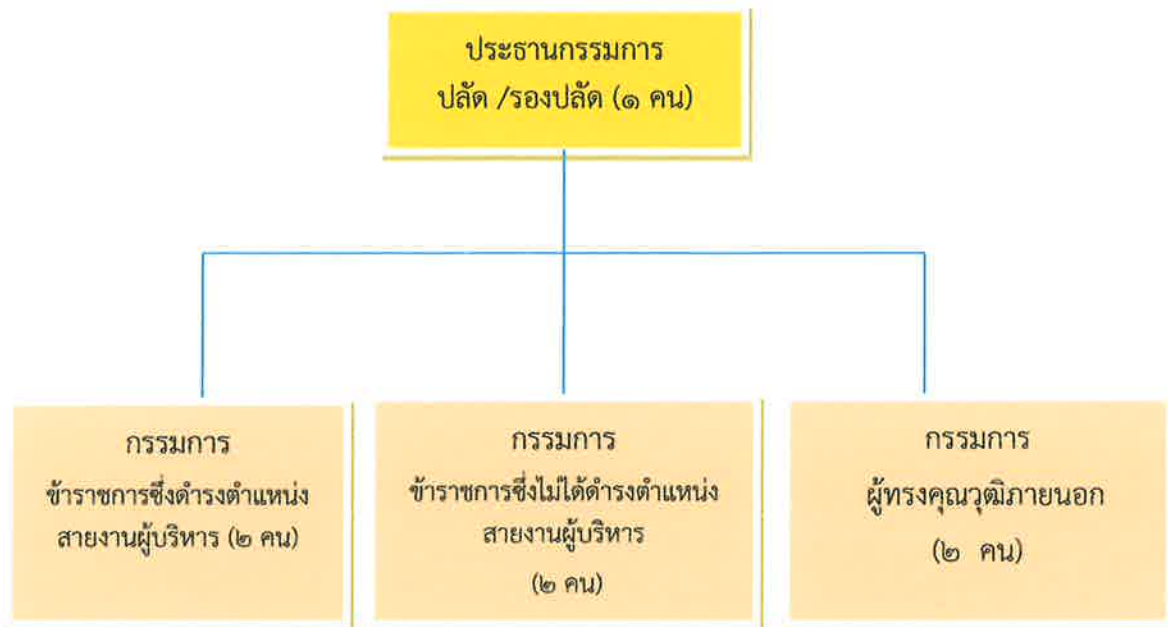 ประธานกรรมการ
ปลัด /รองปลัด (๑ คน)
กรรมการ
ข้าราชการซึ่งดำรงตำแหน่ง
สายงานผู้บริหาร (๒ คน)
กรรมการ
ข้าราชการซึ่งไม่ได้ดำรงตำแหน่ง
สายงานผู้บริหาร
(๒ คน)
กรรมการ
ผู้ทรงคุณวุฒิภายนอก
(๒ คน)